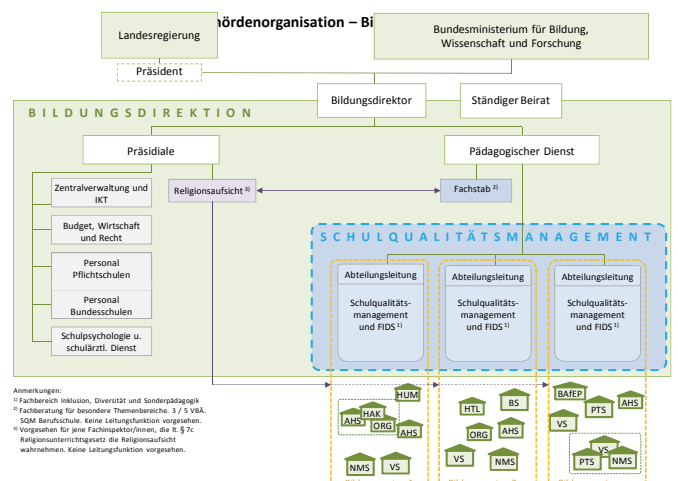 hördenorganisation – Bi
Landesregierung
Bundesministerium für Bildung,
Wissenschaft und Forschung
Präsident
Bildungsdirektor
Ständiger Beirat
BILDUNGSDIREKTION
Präsidiale
Pädagogischer Dienst
Zentralverwaltung und
IKT
Religionsaufsicht 3)
Fachstab 2)
Budget, Wirtschaft
und Recht
SCHULQUALITÄTSMANAGEMENT
Personal
Pflichtschulen
Personal
Bundesschulen
Schulpsychologie u.
schulärztl. Dienst
Abteilungsleitung
Schulqualitäts-
management
und FIDS 1)
Abteilungsleitung
Schulqualitäts-
management
und FIDS 1)
Abteilungsleitung
Schulqualitäts-
management
und FIDS 1)
Anmerkungen:
1) Fachbereich Inklusion, Diversität und Sonderpädagogik
2) Fachberatung für besondere Themenbereiche. 3 / 5 VBÄ.
SQM Berufsschule. Keine Leitungsfunktion vorgesehen.
3) Vorgesehen für jene Fachinspektor/innen, die lt. § 7c
Religionsunterrichtsgesetz die Religionsaufsicht
wahrnehmen. Keine Leitungsfunktion vorgesehen.
HUM
HAK
AHS
ORG
AHS
NMS
VS
HTL
BS
ORG
AHS
VS
NMS
BAfEP
PTS
AHS
VS
VS
PTS
NMS